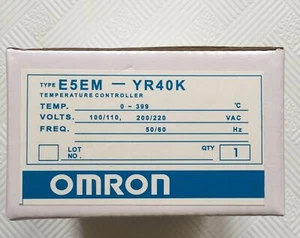 TYPE E5EM — YR40K
TEMPERATURE CONTROLLER
TEMP. 0 – 399 °C
VOLTS. 100/110, 200/220 VAC
FREQ. 50/60 Hz
LOT NO. QTY 1
OMRON